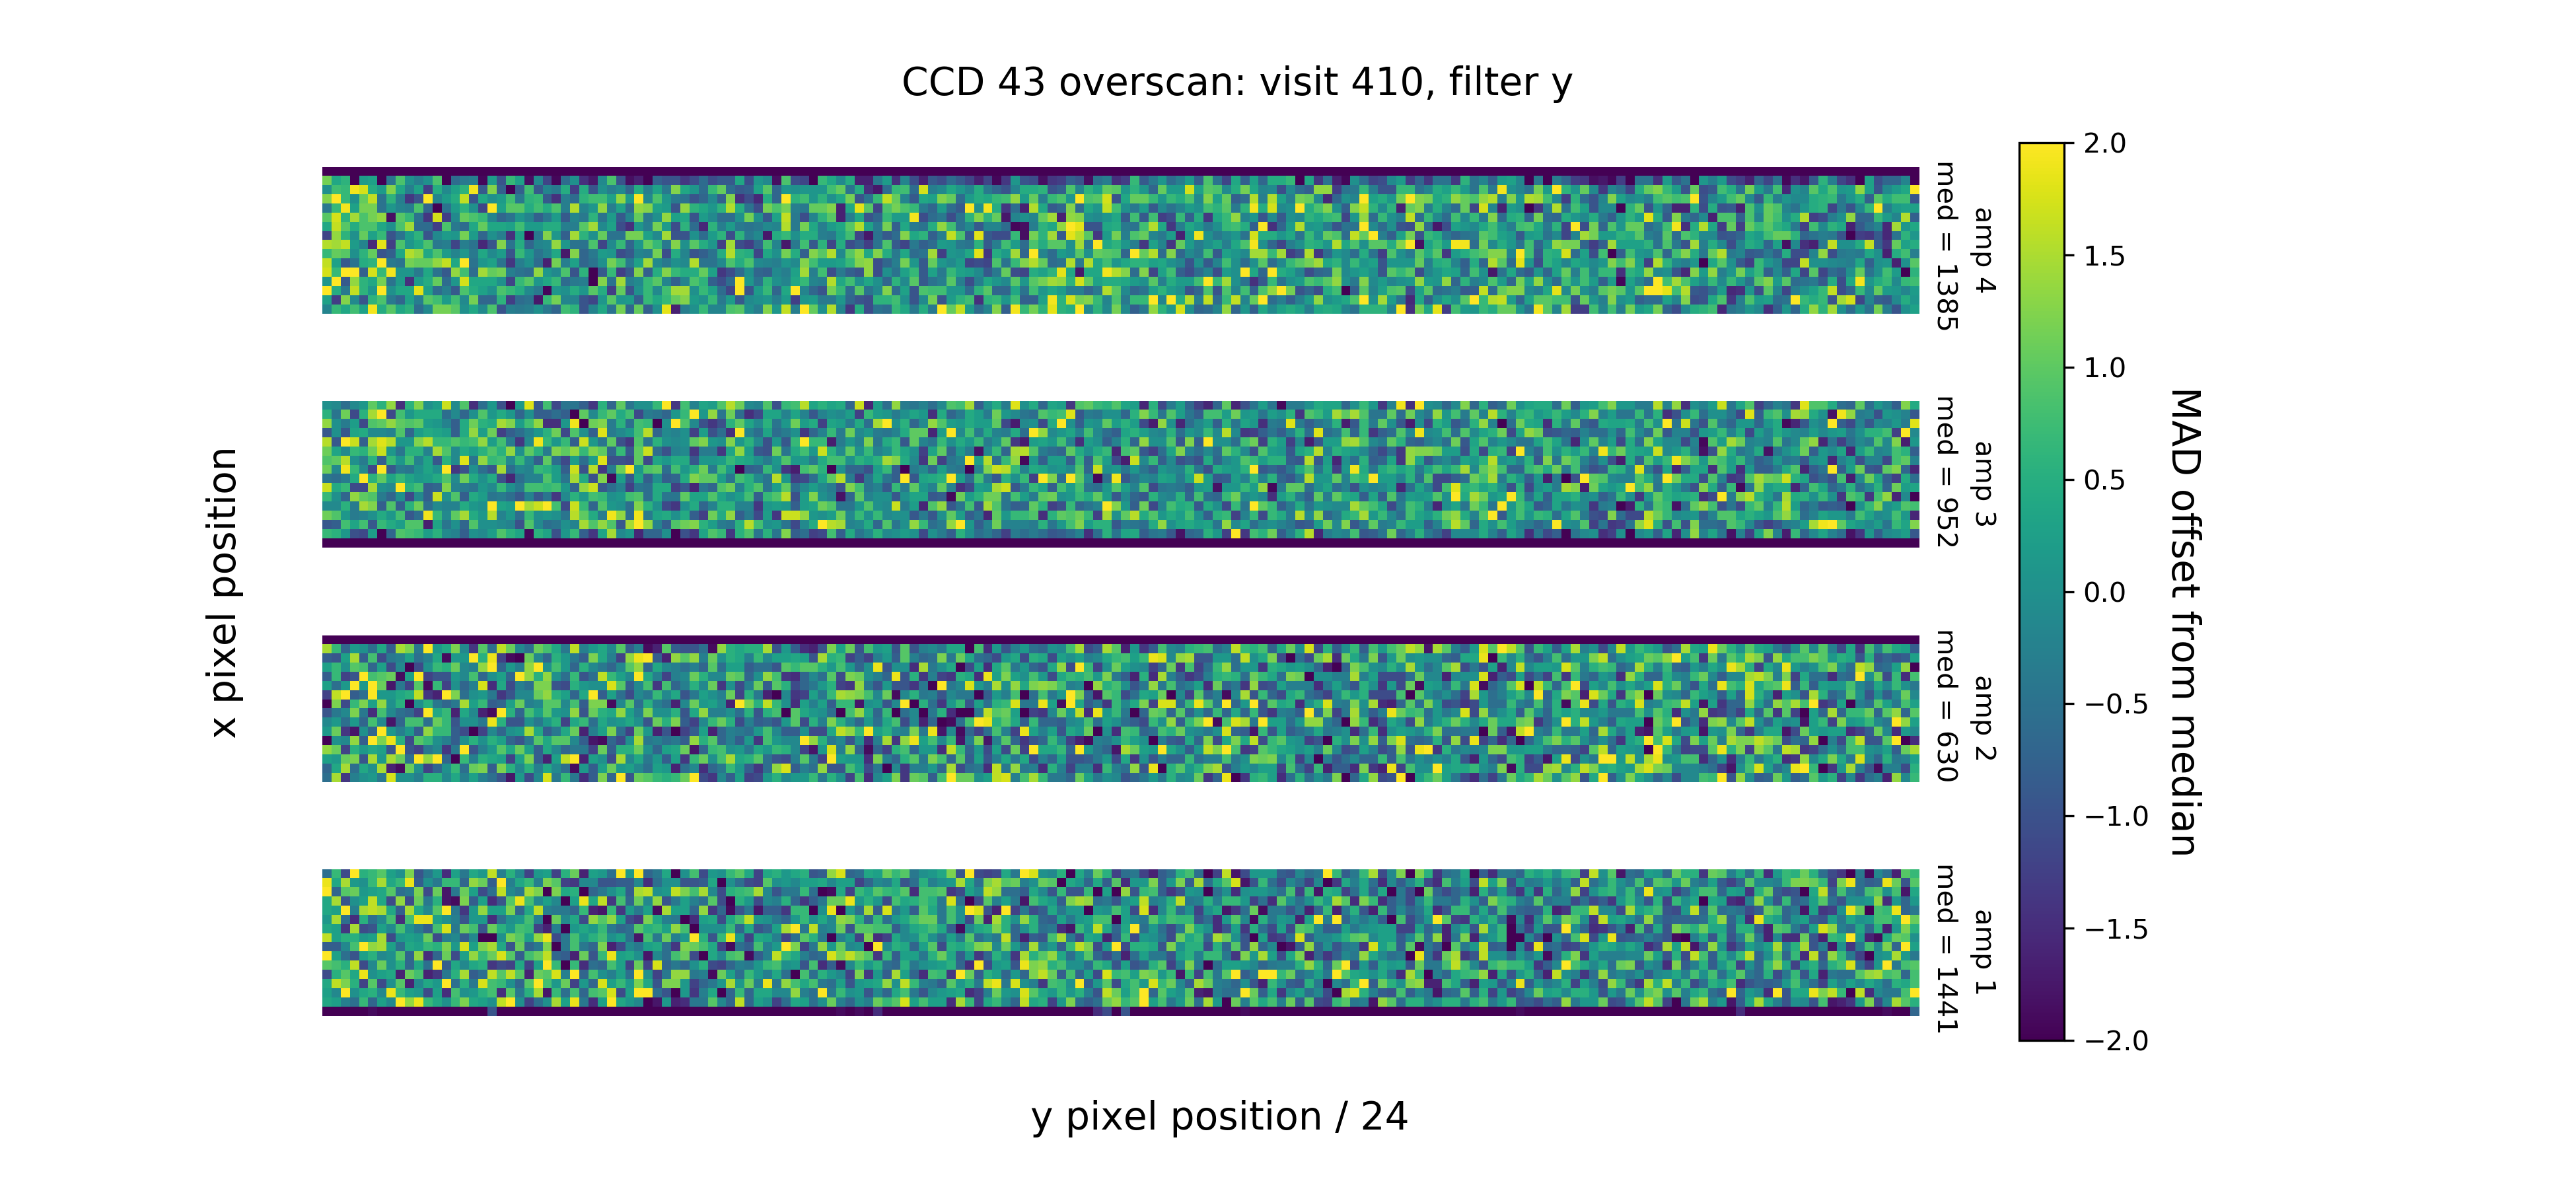 CCD 43 overscan: visit 410, filter y
x pixel position
amp 4
med = 1385
amp 3
med = 952
amp 2
med = 630
amp 1
med = 1441
y pixel position / 24
2.0
1.5
1.0
0.5
0.0
−0.5
−1.0
−1.5
−2.0
MAD offset from median